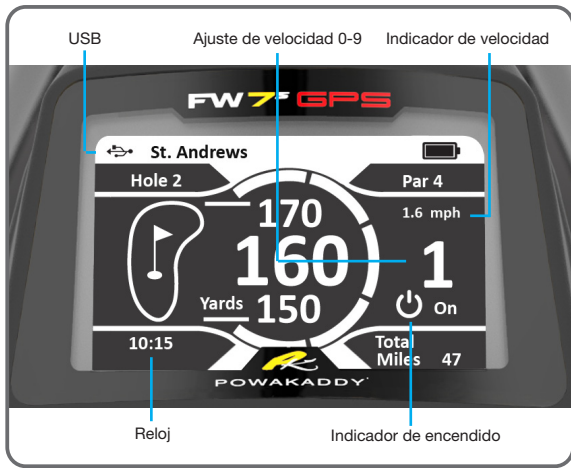 USB
Ajuste de velocidad 0-9
Indicador de velocidad
FW7s GPS
St. Andrews
Hole 2
Par 4
170
1.6 mph
160
1
Yards 150
On
10:15
Total
Miles 47
POWAKADDY
Reloj
Indicador de encendido